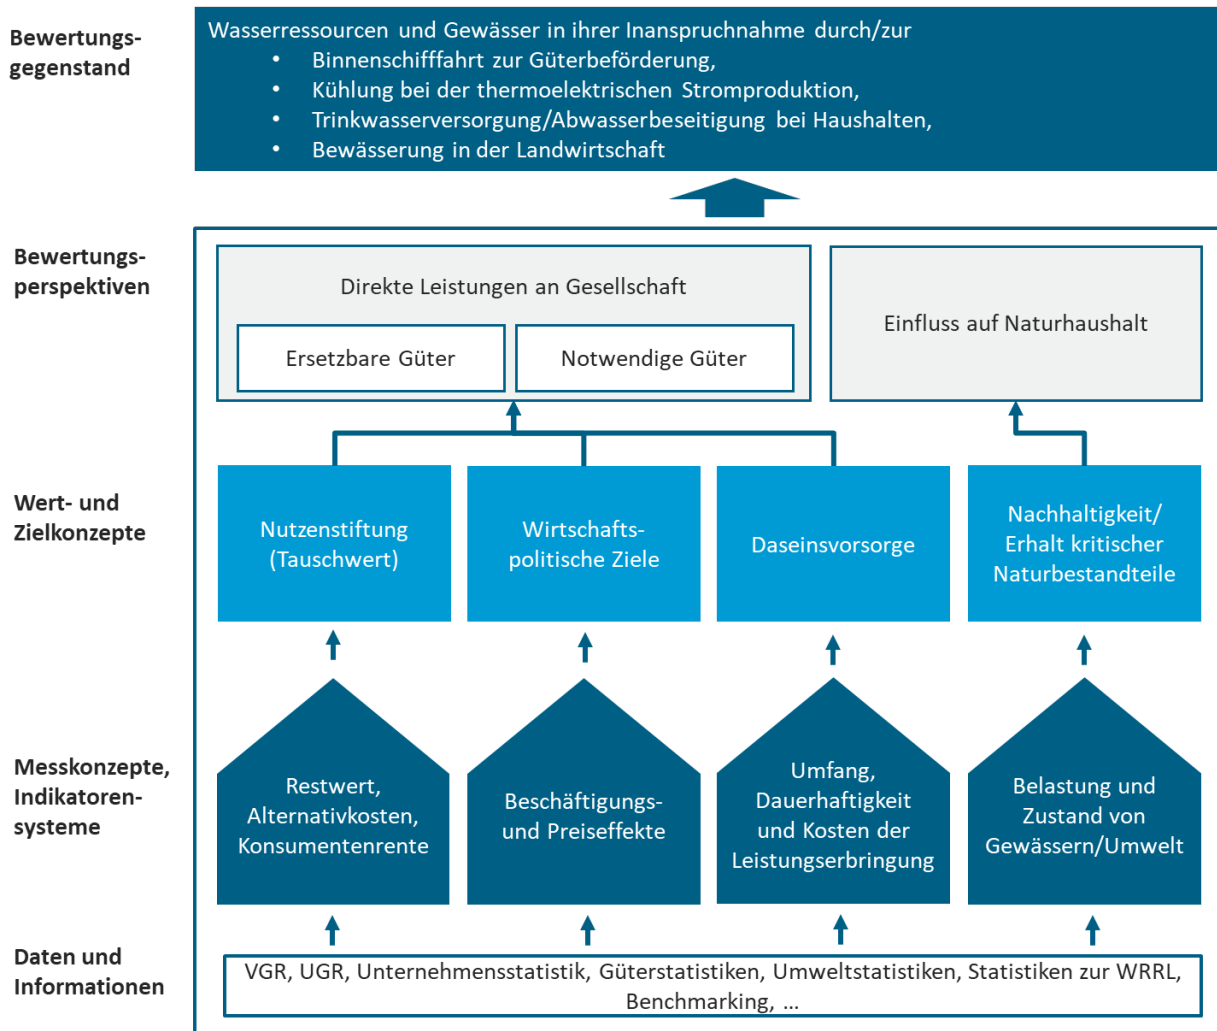 Bewertungs-
gegenstand
Wasserressourcen und Gewässer in ihrer Inanspruchnahme durch/zur
• Binnenschifffahrt zur Güterbeförderung,
• Kühlung bei der thermoelektrischen Stromproduktion,
• Trinkwasserversorgung/Abwasserbeseitigung bei Haushalten,
• Bewässerung in der Landwirtschaft
Bewertungs-
perspektiven
Direkte Leistungen an Gesellschaft
Ersetzbare Güter
Notwendige Güter
Einfluss auf Naturhaushalt
Wert- und
Zielkonzepte
Nutzenstiftung
(Tauschwert)
Wirtschafts-
politische Ziele
Daseinsvorsorge
Nachhaltigkeit/
Erhalt kritischer
Naturbestandteile
Messkonzepte,
Indikatoren-
systeme
Restwert,
Alternativkosten,
Konsumentenrente
Beschäftigungs-
und Preiseffekte
Umfang,
Dauerhaftigkeit
und Kosten der
Leistungserbringung
Belastung und
Zustand von
Gewässern/Umwelt
Daten und
Informationen
VGR, UGR, Unternehmensstatistik, Güterstatistiken, Umweltstatistiken, Statistiken zur WRRL,
Benchmarking, ...